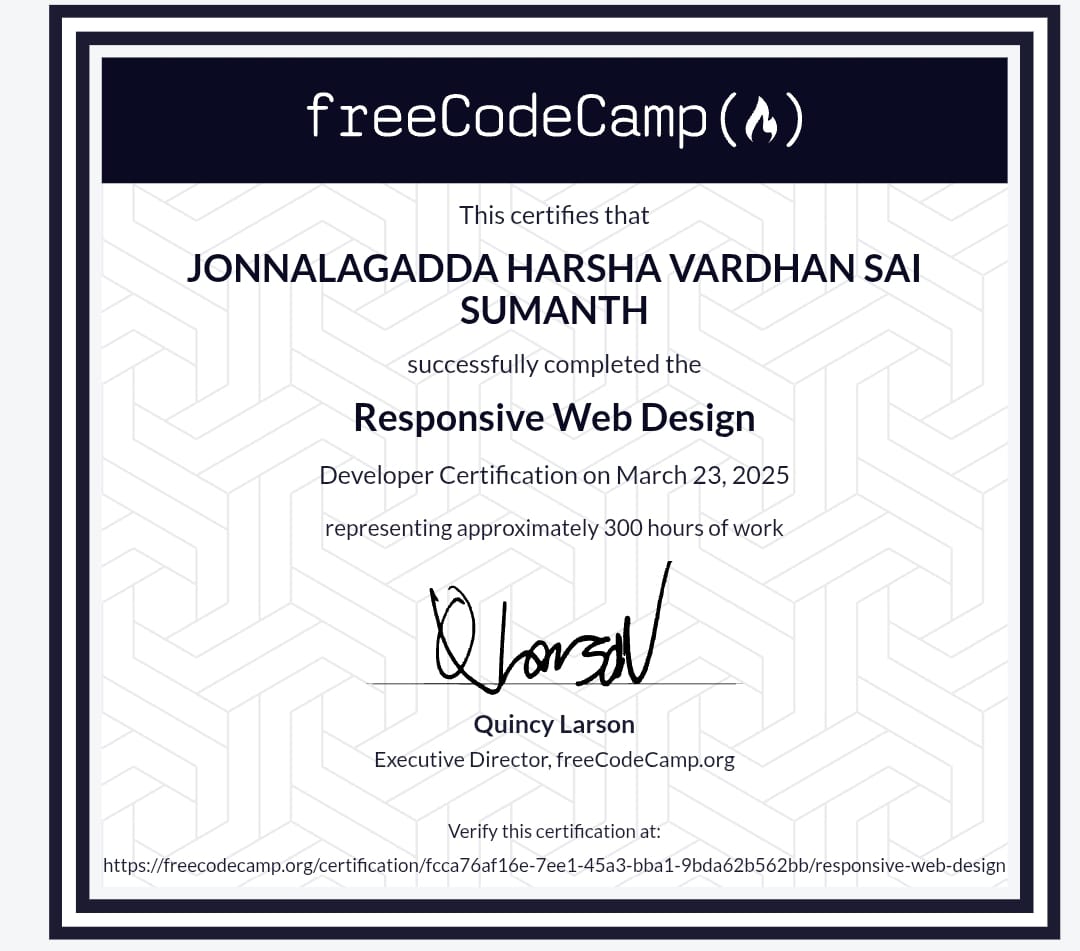 freeCodeCamp(🔥)
This certifies that
JONNALAGADDA HARSHA VARDHAN SAI
SUMANTH
successfully completed the
Responsive Web Design
Developer Certification on March 23, 2025
representing approximately 300 hours of work
Q Larson
Quincy Larson
Executive Director, freeCodeCamp.org
Verify this certification at:
https://freecodecamp.org/certification/fcca76af16e-7ee1-45a3-bba1-9bda62b562bb/responsive-web-design